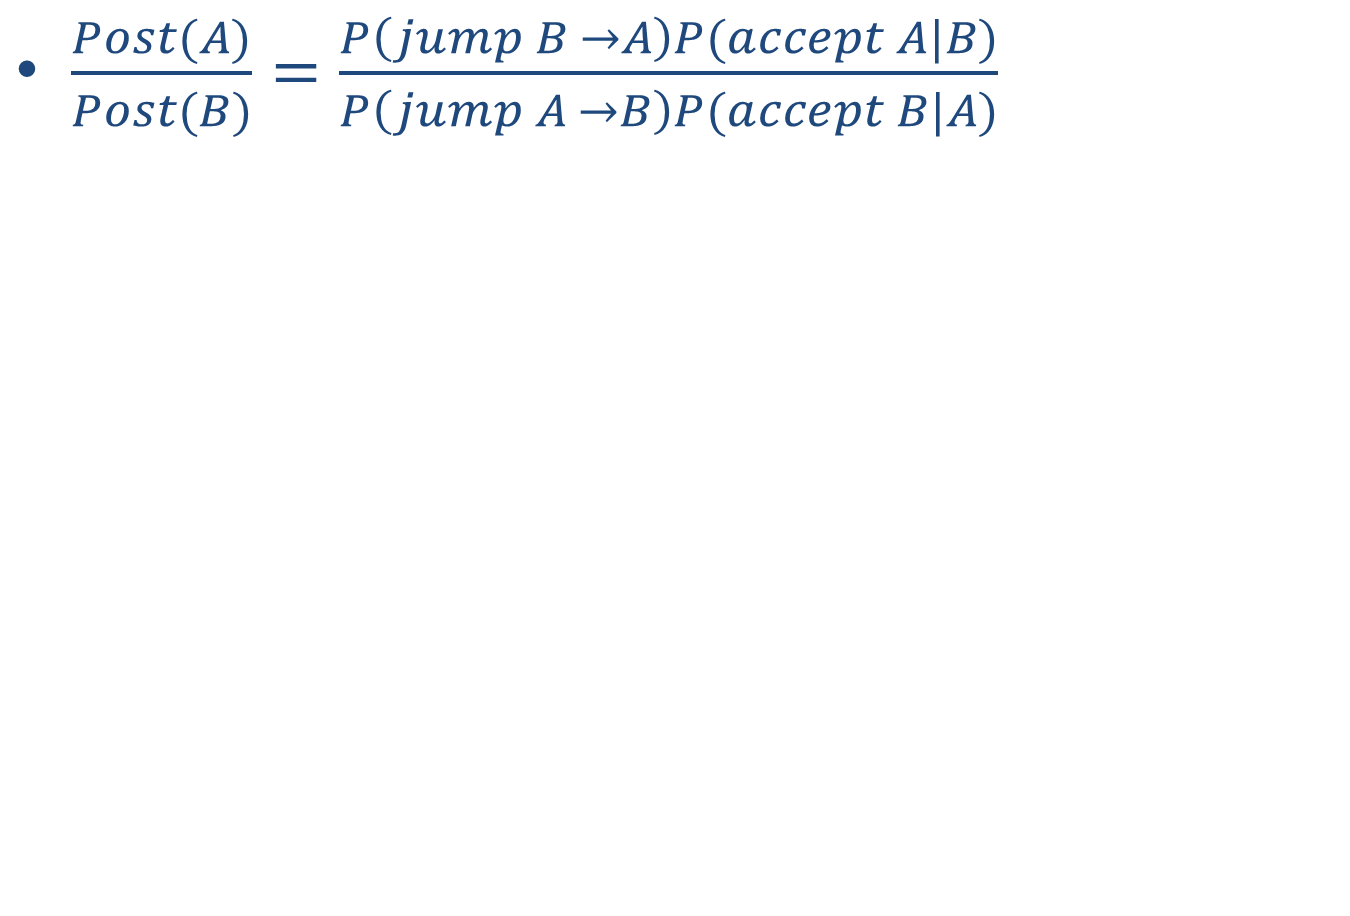 • Post(A)/Post(B) = P(jump B →A)P(accept A|B)/P(jump A →B)P(accept B|A)